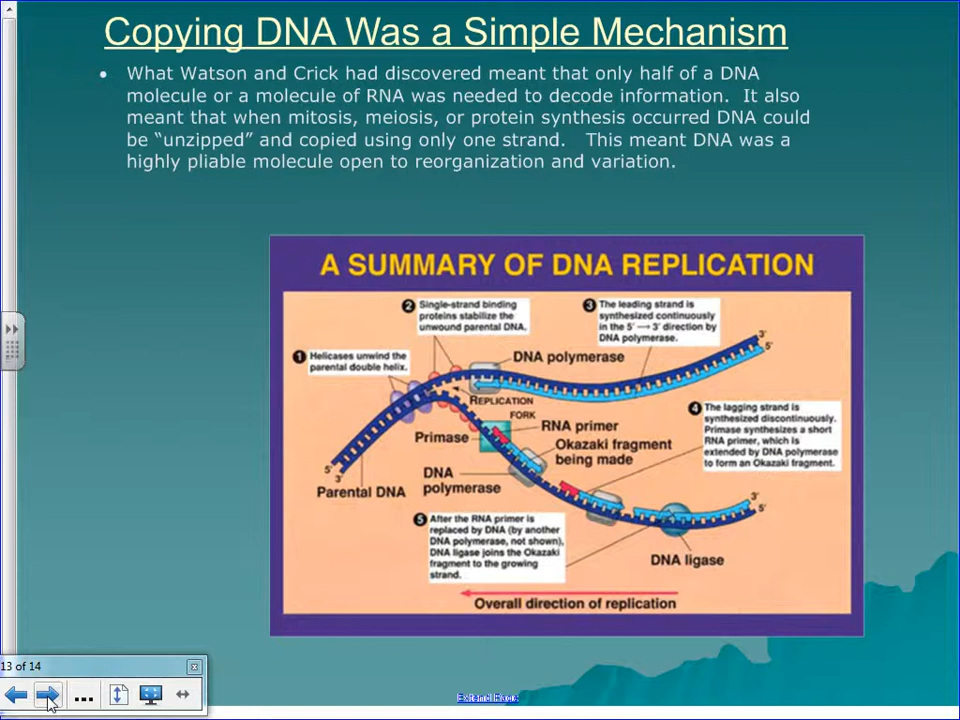 Copying DNA Was a Simple Mechanism
• What Watson and Crick had discovered meant that only half of a DNA
molecule or a molecule of RNA was needed to decode information.  It also
meant that when mitosis, meiosis, or protein synthesis occurred DNA could
be “unzipped” and copied using only one strand.   This meant DNA was a
highly pliable molecule open to reorganization and variation.
A SUMMARY OF DNA REPLICATION
2 Single-strand binding
proteins stabilize the
unwound parental DNA.
3 The leading strand is
synthesized continuously
in the 5' → 3' direction by
DNA polymerase.
1 Helicases unwind the
parental double helix.
DNA polymerase
3'
5'
REPLICATION
FORK
4 The lagging strand is
synthesized discontinuously.
Primase synthesizes a short
RNA primer, which is
extended by DNA polymerase
to form an Okazaki fragment.
RNA primer
Primase
Okazaki fragment
being made
5'
3'
Parental DNA
DNA
polymerase
3'
5'
5 After the RNA primer is
replaced by DNA (by another
DNA polymerase, not shown),
DNA ligase joins the Okazaki
fragment to the growing
strand.
DNA ligase
Overall direction of replication
13 of 14
Extend Page